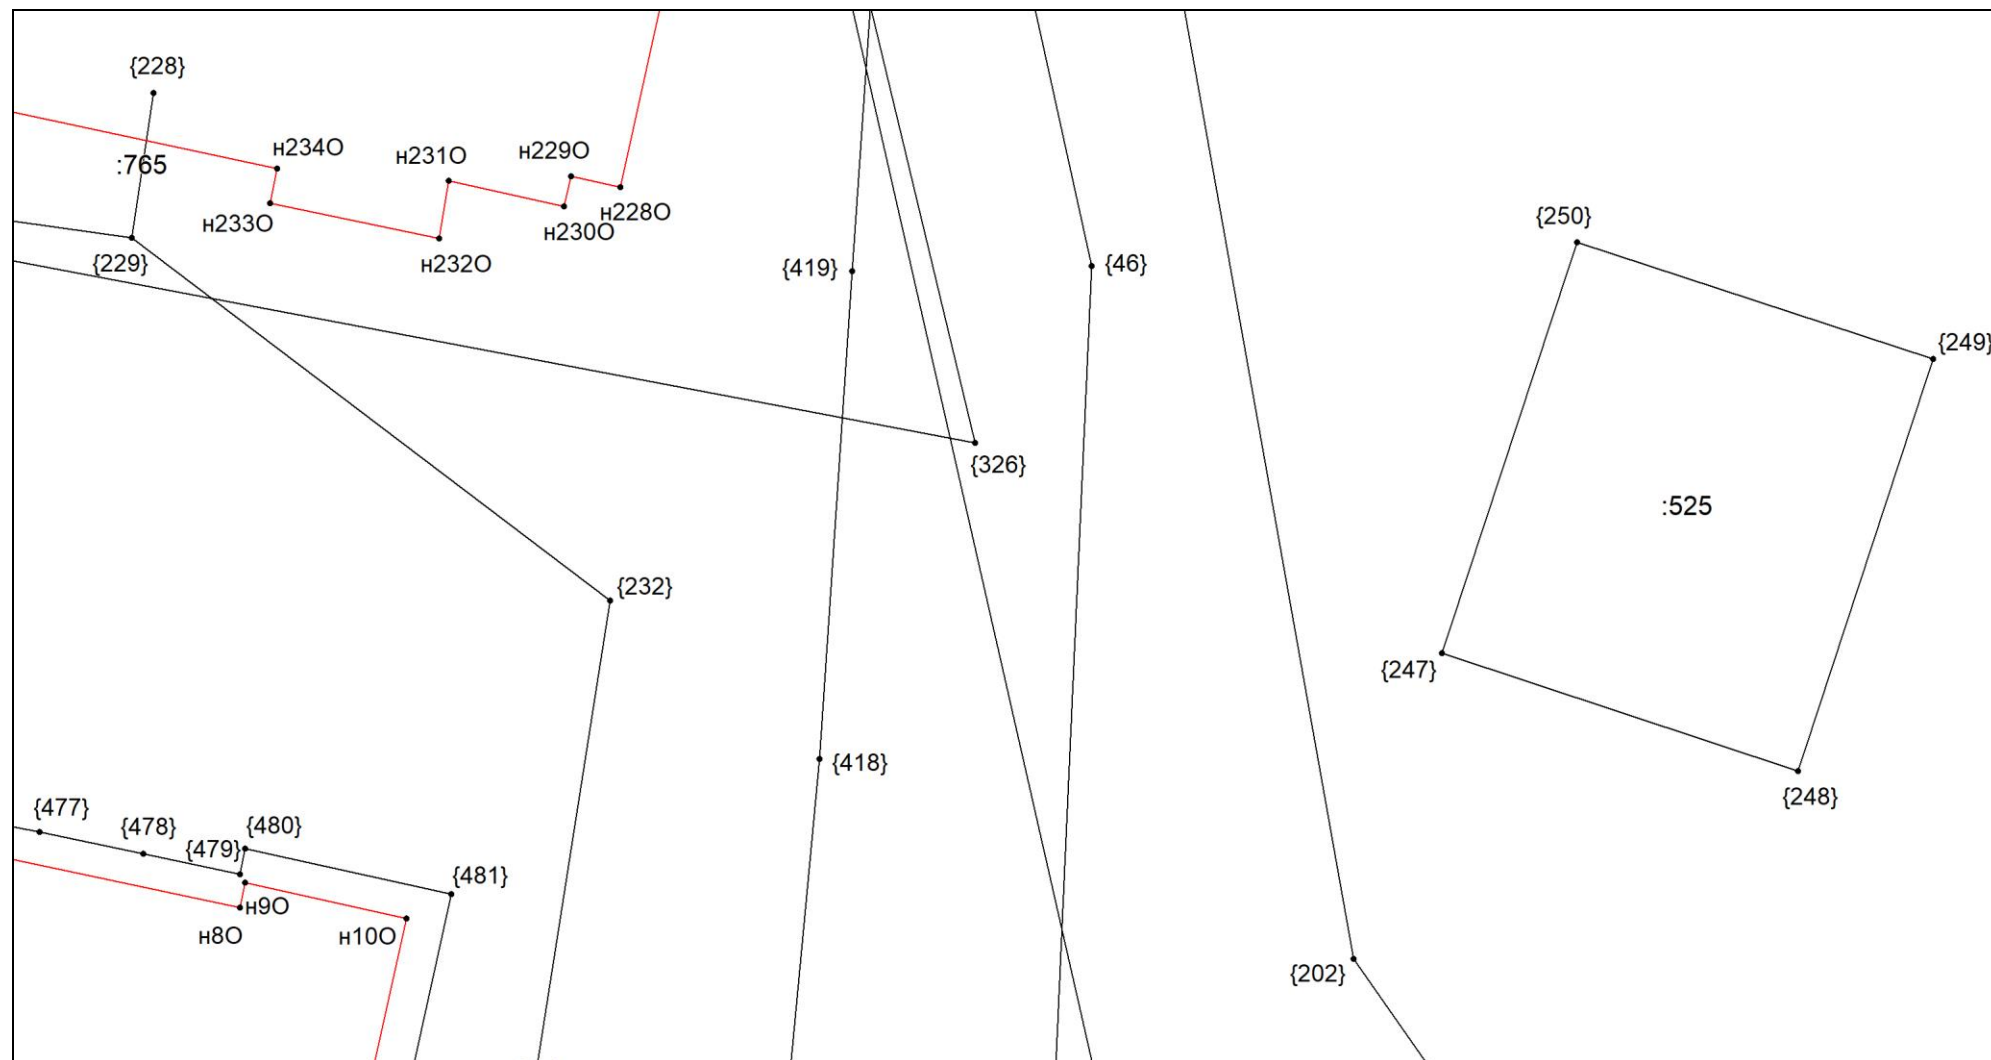 {228}
н234О
:765
н231О
н229О
н233О
н228О
н230О
{229}
н232О
{419}
{46}
{250}
{249}
{326}
:525
{232}
{247}
{418}
{248}
{477}
{478}
{480}
{479}
{481}
н9О
н8О
н10О
{202}